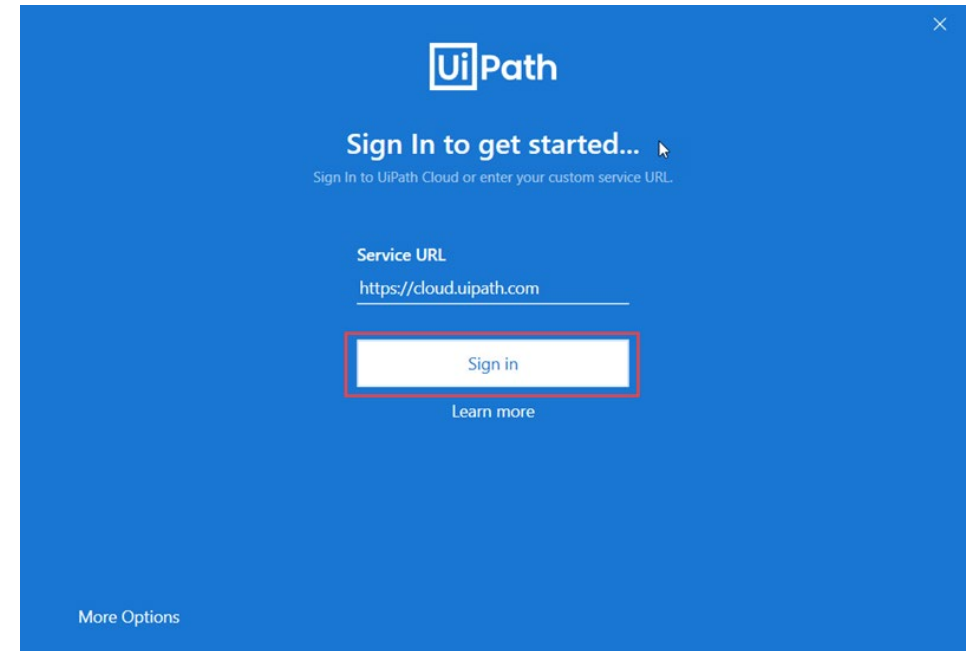 UiPath
Sign In to get started...
Sign In to UiPath Cloud or enter your custom service URL.
Service URL
https://cloud.uipath.com
Sign in
Learn more
More Options